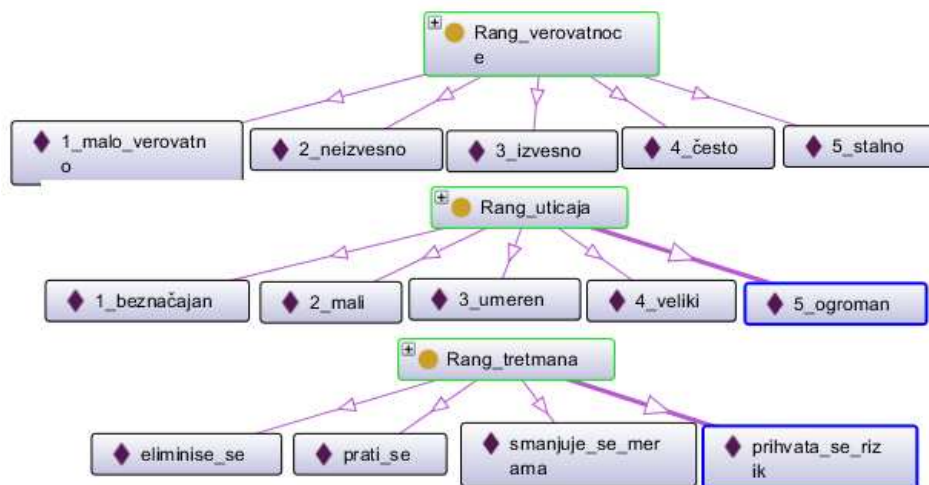 Rang_verovatnoc
e
1_malo_verovatn
o
2_neizvesno
3_izvesno
4_često
5_stalno
Rang_uticaja
1_beznačajan
2_mali
3_umeren
4_veliki
5_ogroman
Rang_tretmana
eliminise_se
prati_se
smanjuje_se_mer
ama
prihvata_se_riz
ik